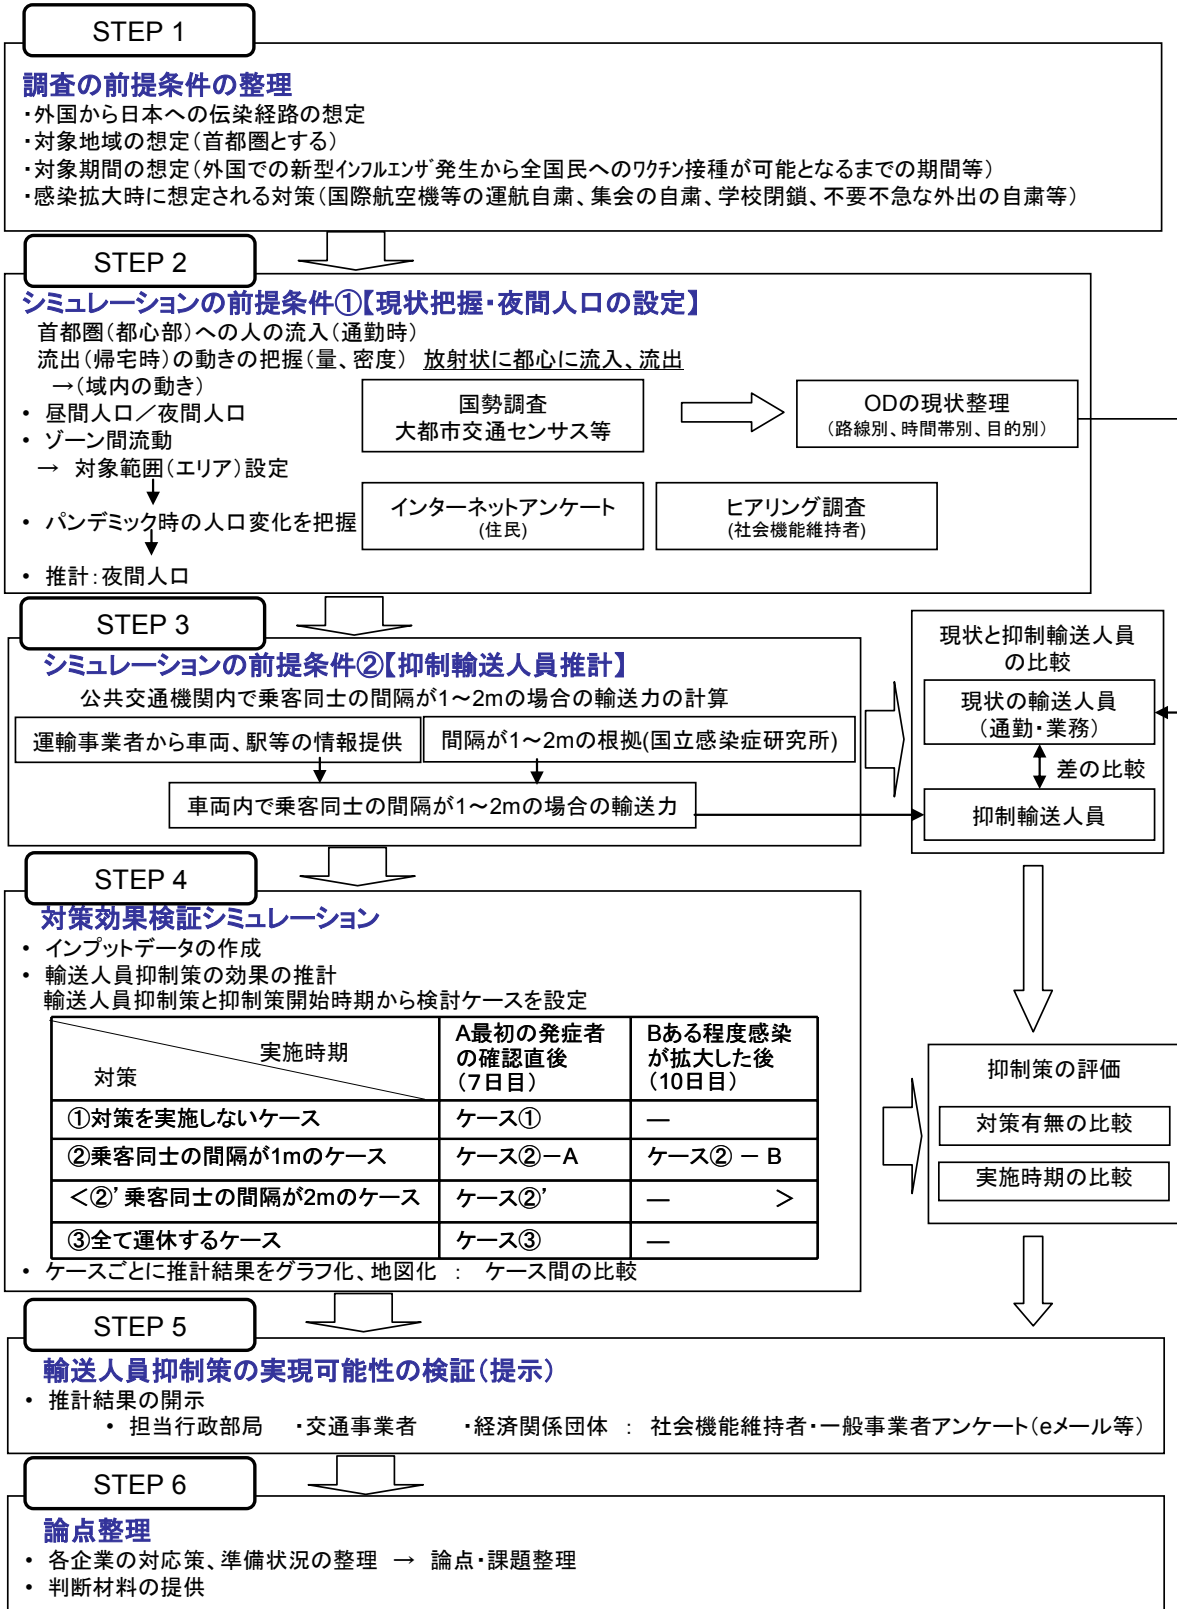 STEP 1
調査の前提条件の整理
・外国から日本への伝染経路の想定
・対象地域の想定（首都圏とする）
・対象期間の想定（外国での新型ｲﾝﾌﾙｴﾝｻﾞ発生から全国民へのﾜｸﾁﾝ接種が可能となるまでの期間等）
・感染拡大時に想定される対策（国際航空機等の運航自粛、集会の自粛、学校閉鎖、不要不急な外出の自粛等）
STEP 2
シミュレーションの前提条件①【現状把握・夜間人口の設定】
首都圏（都心部）への人の流入（通勤時）
流出（帰宅時）の動きの把握（量、密度）　放射状に都心に流入、流出
→（域内の動き）
• 昼間人口／夜間人口
• ゾーン間流動
→ 対象範囲（エリア）設定
• パンデミック時の人口変化を把握
• 推計：夜間人口
国勢調査
大都市交通センサス等
ODの現状整理
（路線別、時間帯別、目的別）
インターネットアンケート
(住民)
ヒアリング調査
(社会機能維持者)
STEP 3
シミュレーションの前提条件②【抑制輸送人員推計】
公共交通機関内で乗客同士の間隔が1～2mの場合の輸送力の計算
運輸事業者から車両、駅等の情報提供
間隔が1～2mの根拠(国立感染症研究所)
車両内で乗客同士の間隔が1～2mの場合の輸送力
現状と抑制輸送人員
の比較
現状の輸送人員
（通勤・業務）
差の比較
抑制輸送人員
STEP 4
対策効果検証シミュレーション
• インプットデータの作成
• 輸送人員抑制策の効果の推計
輸送人員抑制策と抑制策開始時期から検討ケースを設定
実施時期
対策
A最初の発症者
の確認直後
（7日目）
Bある程度感染
が拡大した後
（10日目）
①対策を実施しないケース　ケース①　―
②乗客同士の間隔が1mのケース　ケース②－A　ケース② － B
＜②’ 乗客同士の間隔が2mのケース　ケース②’　―　＞
③全て運休するケース　ケース③　―
• ケースごとに推計結果をグラフ化、地図化　：　ケース間の比較
抑制策の評価
対策有無の比較
実施時期の比較
STEP 5
輸送人員抑制策の実現可能性の検証（提示）
• 推計結果の開示
• 担当行政部局　・交通事業者　・経済関係団体　：　社会機能維持者・一般事業者アンケート（eメール等）
STEP 6
論点整理
• 各企業の対応策、準備状況の整理　→　論点・課題整理
• 判断材料の提供